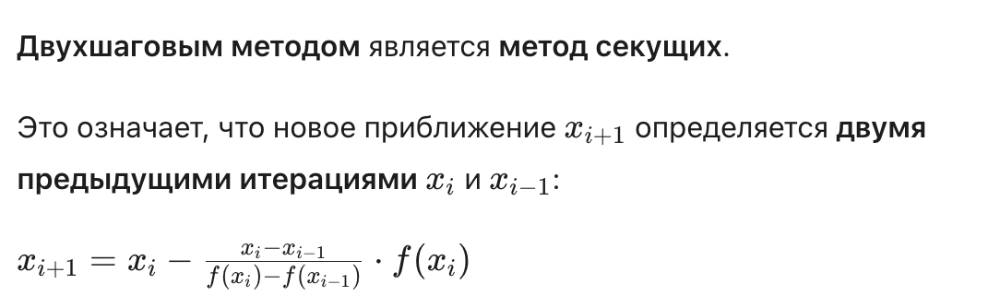 Двухшаговым методом является метод секущих.
Это означает, что новое приближение $x_{i+1}$ определяется двумя
предыдущими итерациями $x_i$ и $x_{i-1}$:
$x_{i+1} = x_i - \frac{x_i - x_{i-1}}{f(x_i) - f(x_{i-1})} \cdot f(x_i)$